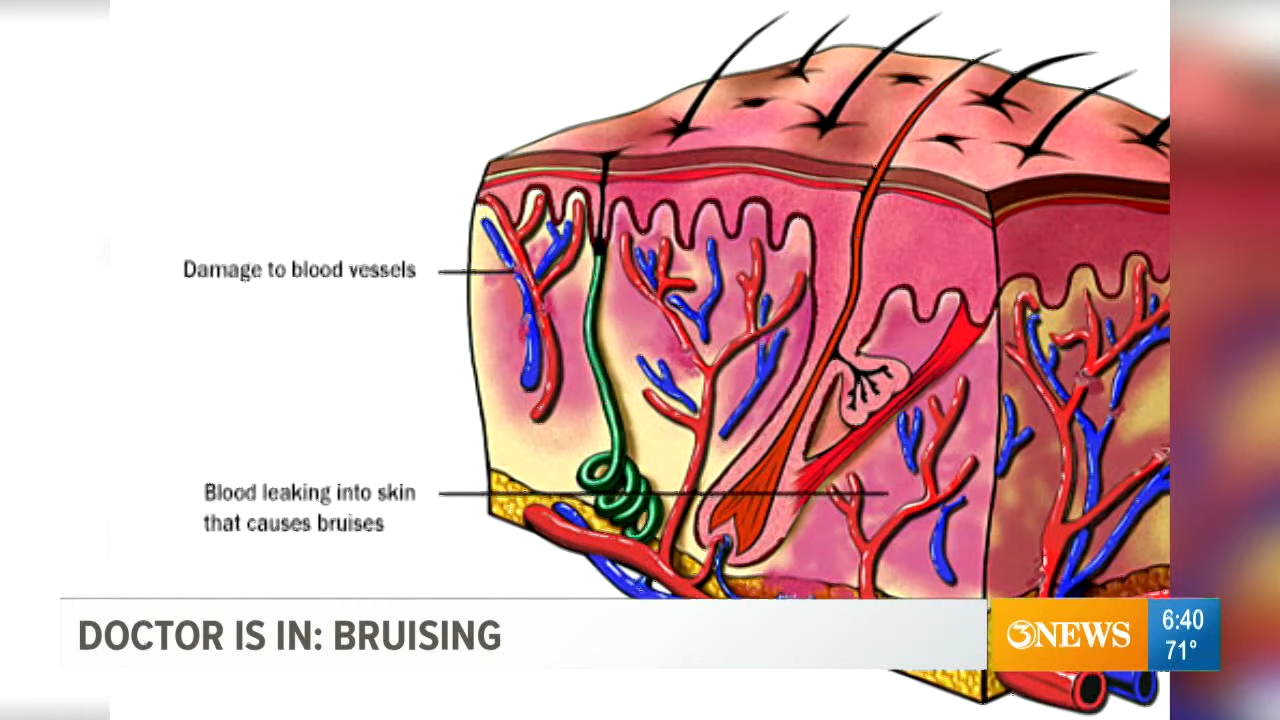 Damage to blood vessels
Blood leaking into skin
that causes bruises
DOCTOR IS IN: BRUISING
3NEWS
6:40
71°